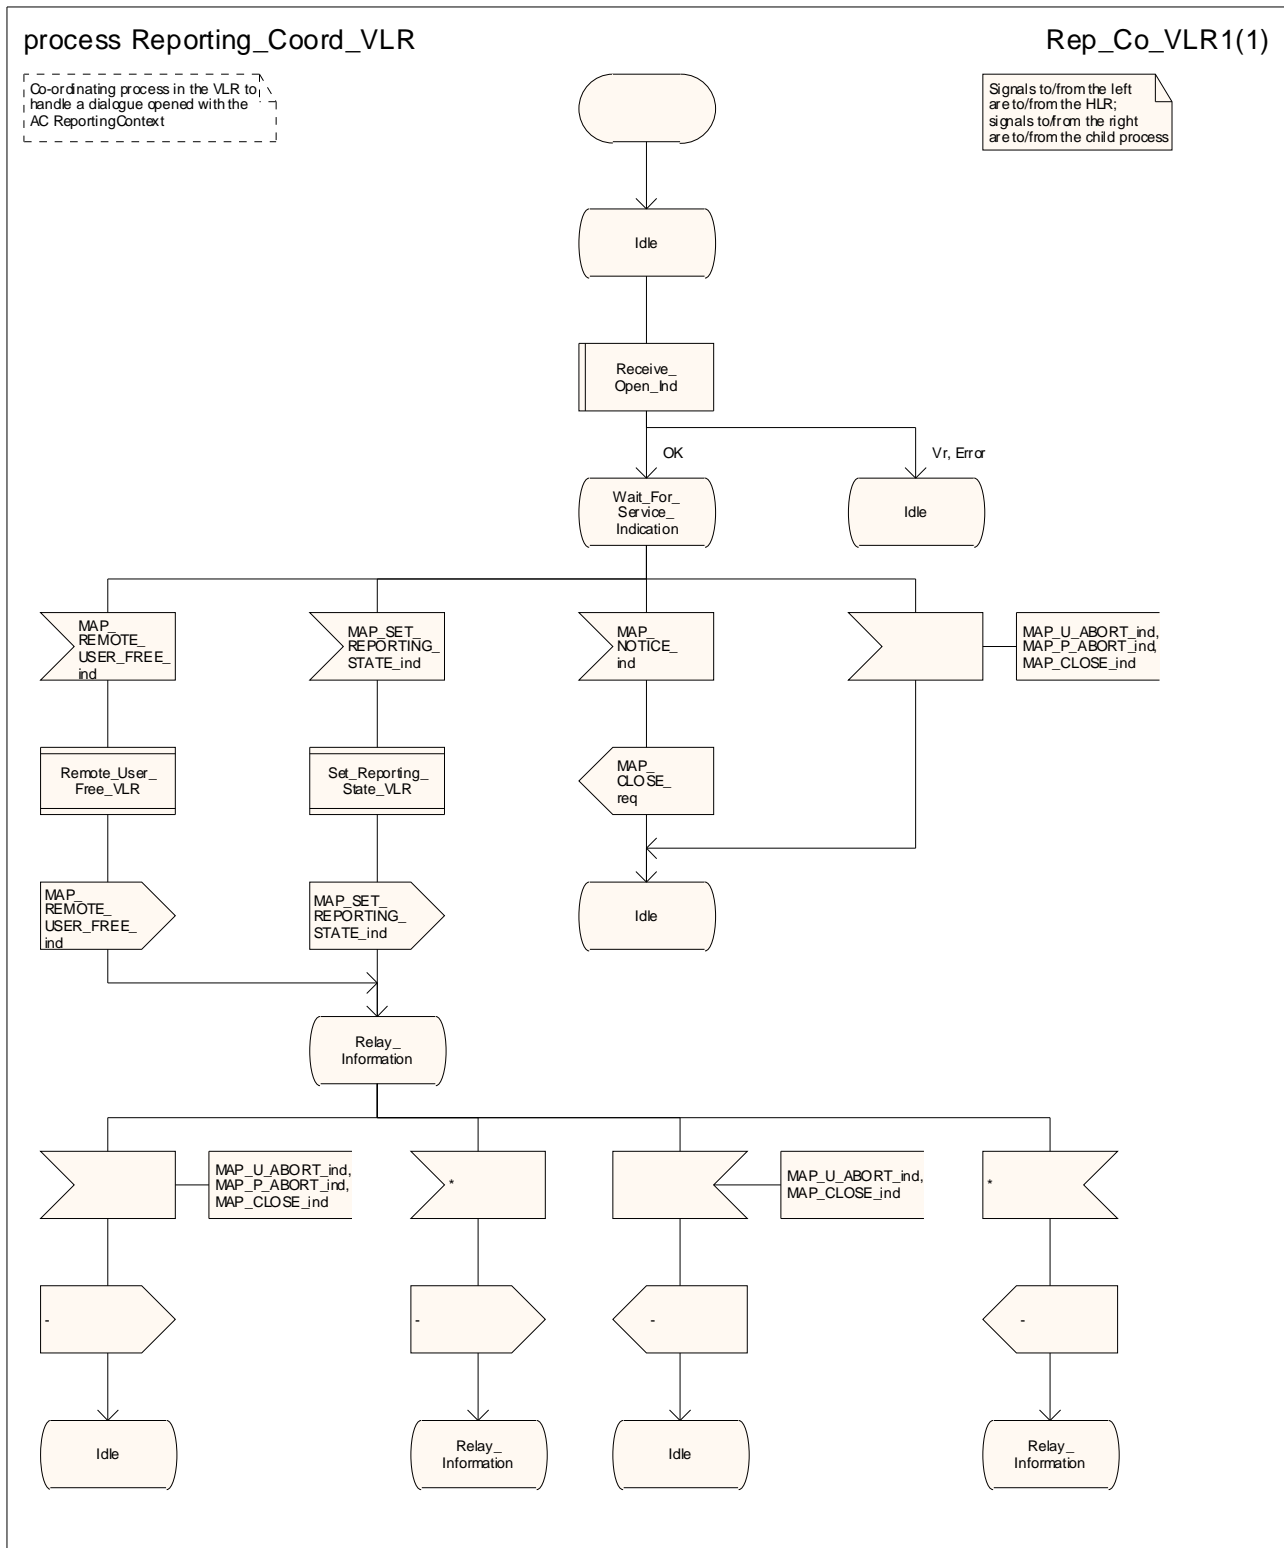 process Reporting_Coord_VLR
Rep_Co_VLR1(1)
Co-ordinating process in the VLR to
handle a dialogue opened with the
AC ReportingContext
Signals to/from the left
are to/from the HLR;
signals to/from the right
are to/from the child process
Idle
Receive_
Open_Ind
OK
Vr, Error
Wait_For_
Service_
Indication
Idle
MAP_
REMOTE_
USER_FREE_
ind
MAP_SET_
REPORTING_
STATE_ind
MAP_
NOTICE_
ind
MAP_U_ABORT_ind,
MAP_P_ABORT_ind,
MAP_CLOSE_ind
Remote_User_
Free_VLR
Set_Reporting_
State_VLR
MAP_
CLOSE_
req
MAP_
REMOTE_
USER_FREE_
ind
MAP_SET_
REPORTING_
STATE_ind
Idle
Relay_
Information
MAP_U_ABORT_ind,
MAP_P_ABORT_ind,
MAP_CLOSE_ind
*
MAP_U_ABORT_ind,
MAP_CLOSE_ind
*
-
-
-
-
Idle
Relay_
Information
Idle
Relay_
Information